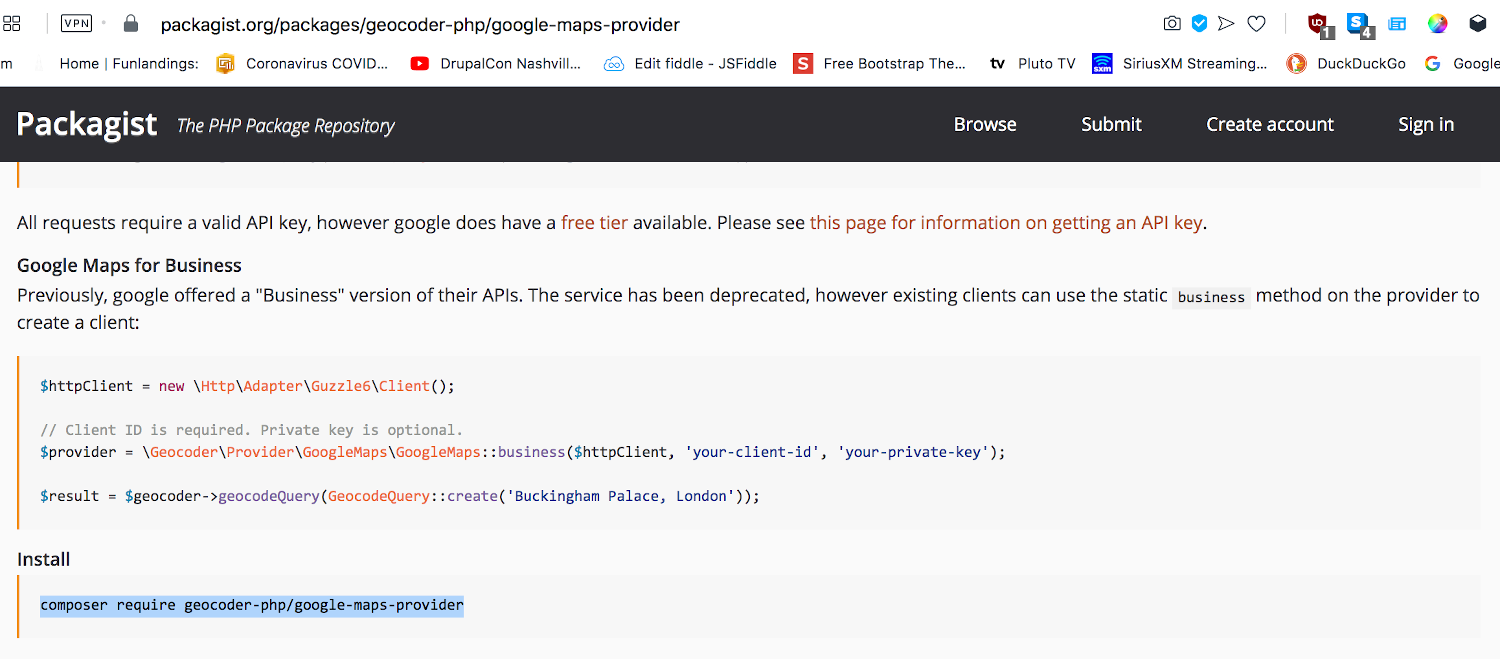 VPN packagist.org/packages/geocoder-php/google-maps-provider 1 S 4
m Home | Funlandings: Coronavirus COVID... DrupalCon Nashvill... Edit fiddle - JSFiddle S Free Bootstrap The... tv Pluto TV sxm SiriusXM Streaming... DuckDuckGo G Google
Packagist The PHP Package Repository Browse Submit Create account Sign in
All requests require a valid API key, however google does have a free tier available. Please see this page for information on getting an API key.
Google Maps for Business
Previously, google offered a "Business" version of their APIs. The service has been deprecated, however existing clients can use the static business method on the provider to
create a client:
$httpClient = new \Http\Adapter\Guzzle6\Client();
// Client ID is required. Private key is optional.
$provider = \Geocoder\Provider\GoogleMaps\GoogleMaps::business($httpClient, 'your-client-id', 'your-private-key');
$result = $geocoder->geocodeQuery(GeocodeQuery::create('Buckingham Palace, London'));
Install
composer require geocoder-php/google-maps-provider